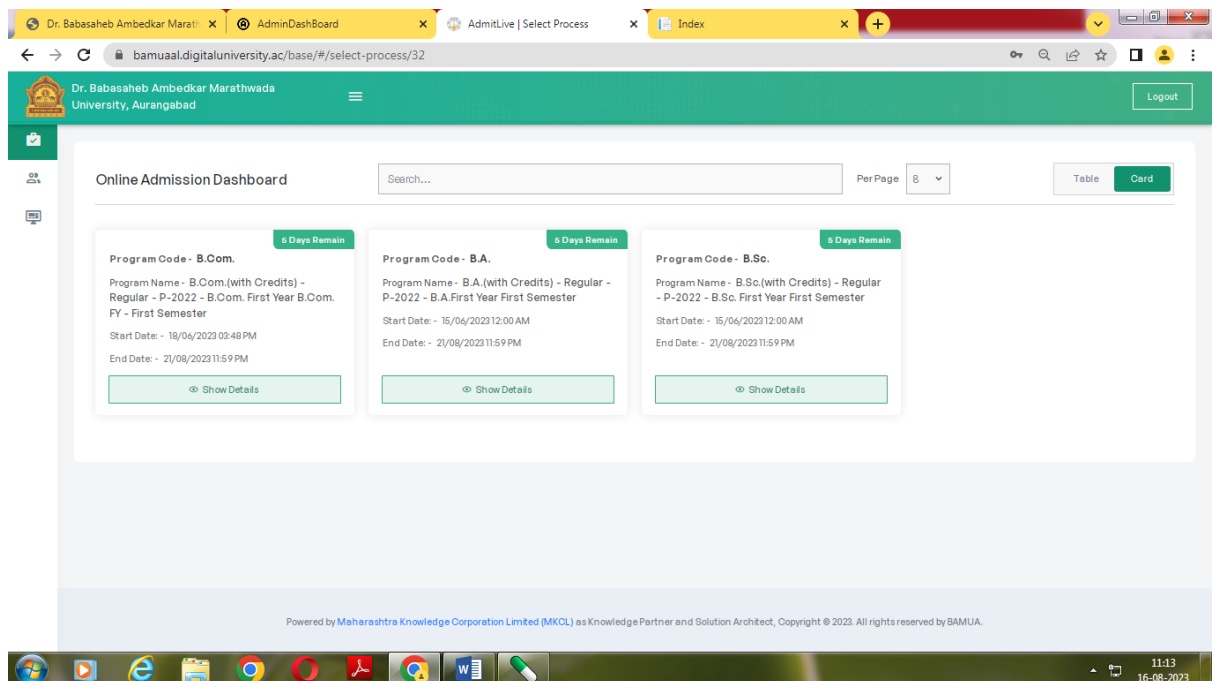 Dr. Babasaheb Ambedkar Marath
AdminDashBoard
AdmitLive | Select Process
Index
bamuaal.digitaluniversity.ac/base/#/select-process/32
Dr. Babasaheb Ambedkar Marathwada
University, Aurangabad
Logout
Online Admission Dashboard
Search...
Per Page 8
Table Card
5 Days Remain
Program Code - B.Com.
Program Name - B.Com.(with Credits) -
Regular - P-2022 - B.Com. First Year B.Com.
FY - First Semester
Start Date: - 18/06/2023 03:48 PM
End Date: - 21/08/2023 11:59 PM
Show Details
5 Days Remain
Program Code - B.A.
Program Name - B.A.(with Credits) - Regular -
P-2022 - B.A.First Year First Semester
Start Date: - 15/06/2023 12:00 AM
End Date: - 21/08/2023 11:59 PM
Show Details
5 Days Remain
Program Code - B.Sc.
Program Name - B.Sc.(with Credits) - Regular
- P-2022 - B.Sc. First Year First Semester
Start Date: - 15/06/2023 12:00 AM
End Date: - 21/08/2023 11:59 PM
Show Details
Powered by Maharashtra Knowledge Corporation Limited (MKCL) as Knowledge Partner and Solution Architect, Copyright © 2023. All rights reserved by BAMUA.
11:13
16-08-2023